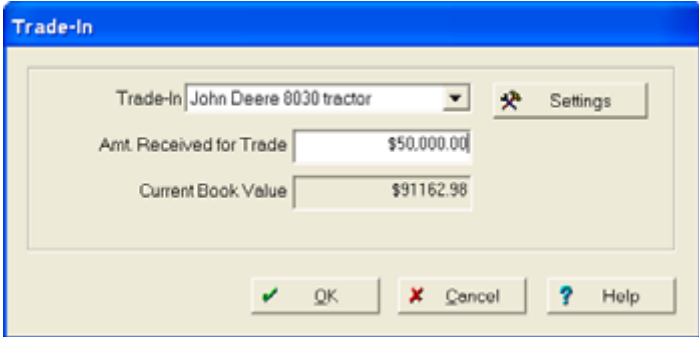 Trade-In
Trade-In John Deere 8030 tractor Settings
Amt. Received for Trade $50,000.00
Current Book Value $91162.98
OK Cancel Help